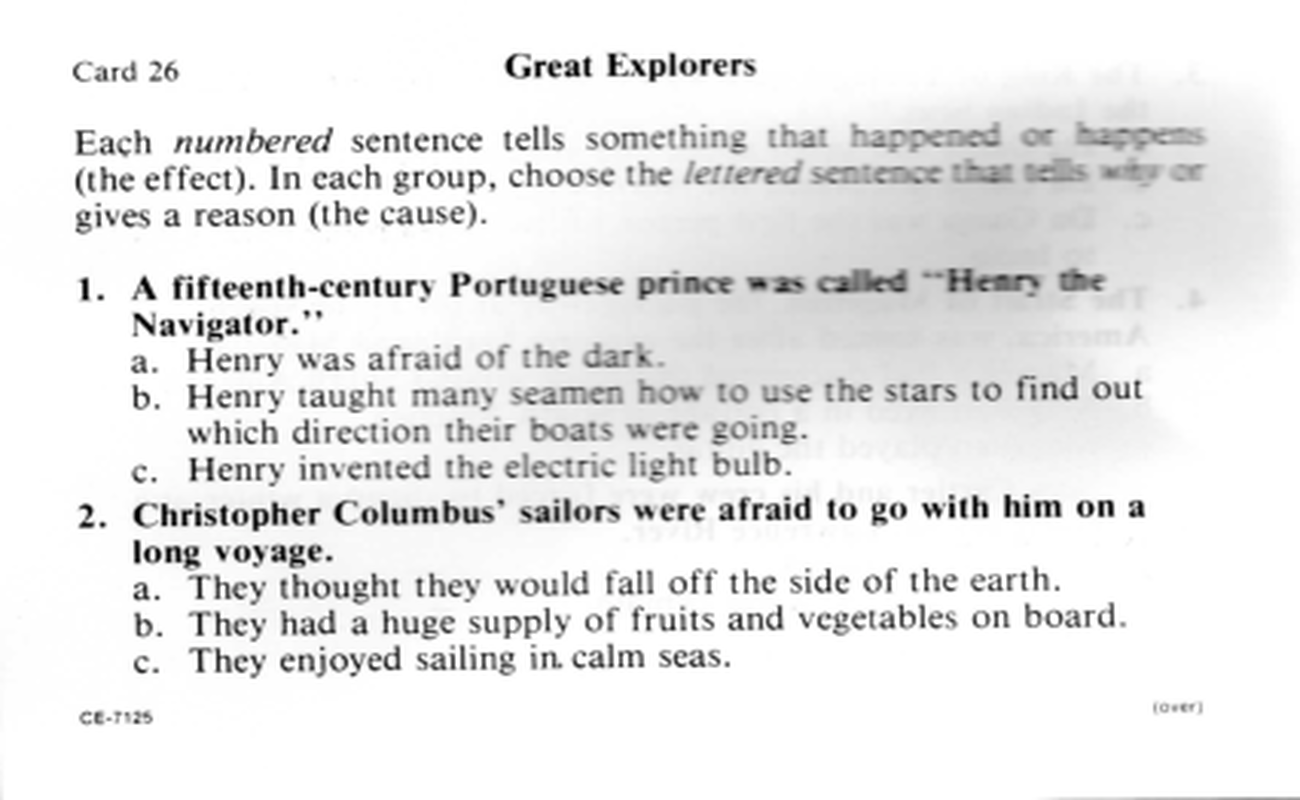 Card 26
Great Explorers
Each numbered sentence tells something that happened or happens
(the effect). In each group, choose the lettered sentence that tells why or
gives a reason (the cause).
1. A fifteenth-century Portuguese prince was called "Henry the
Navigator."
a. Henry was afraid of the dark.
b. Henry taught many seamen how to use the stars to find out
which direction their boats were going.
c. Henry invented the electric light bulb.
2. Christopher Columbus' sailors were afraid to go with him on a
long voyage.
a. They thought they would fall off the side of the earth.
b. They had a huge supply of fruits and vegetables on board.
c. They enjoyed sailing in calm seas.
CE-7125
(over)